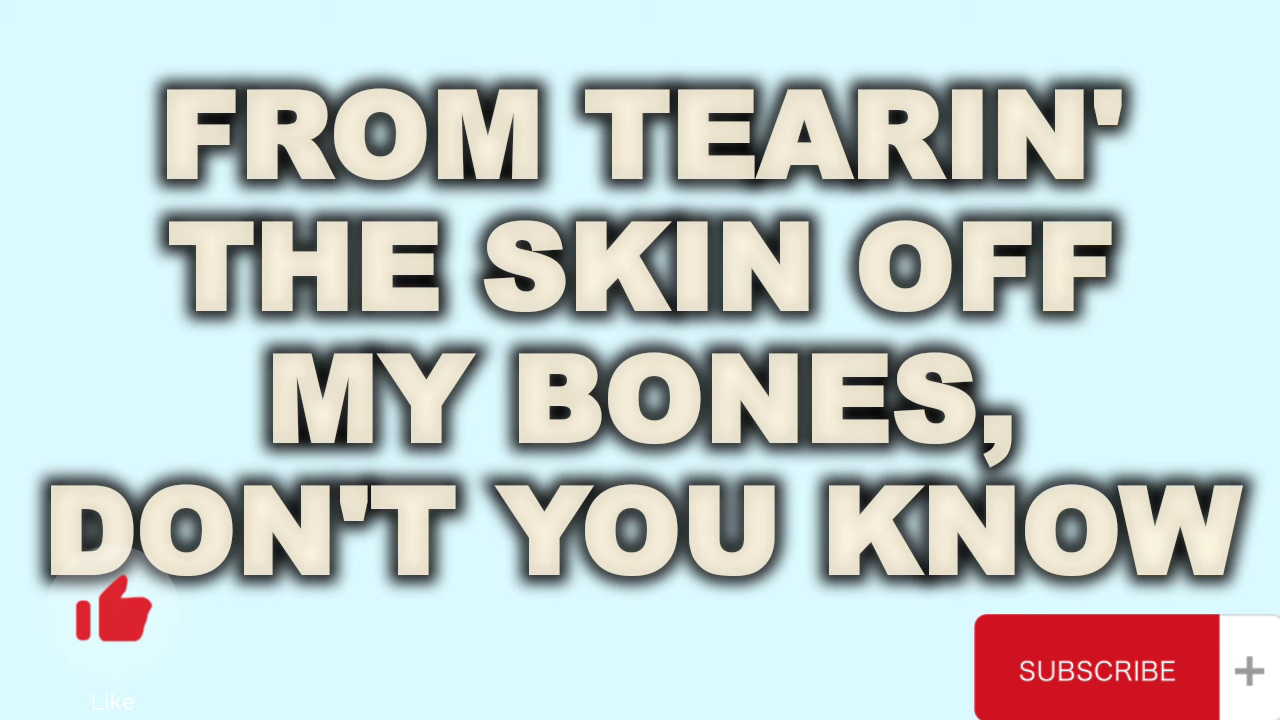 FROM TEARIN'
THE SKIN OFF
MY BONES,
DON'T YOU KNOW
Like
SUBSCRIBE